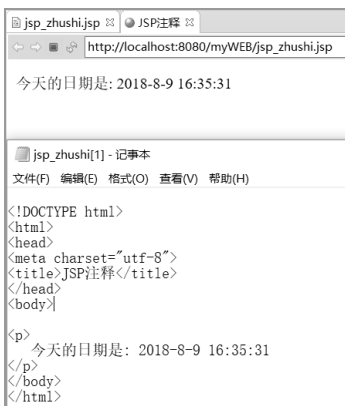 jsp_zhushi.jsp JSP注释
http://localhost:8080/myWEB/jsp_zhushi.jsp
今天的日期是: 2018-8-9 16:35:31
jsp_zhushi[1] - 记事本
文件(F) 编辑(E) 格式(O) 查看(V) 帮助(H)
<!DOCTYPE html>
<html>
<head>
<meta charset="utf-8">
<title>JSP注释</title>
</head>
<body>
<p>
今天的日期是: 2018-8-9 16:35:31
</p>
</body>
</html>